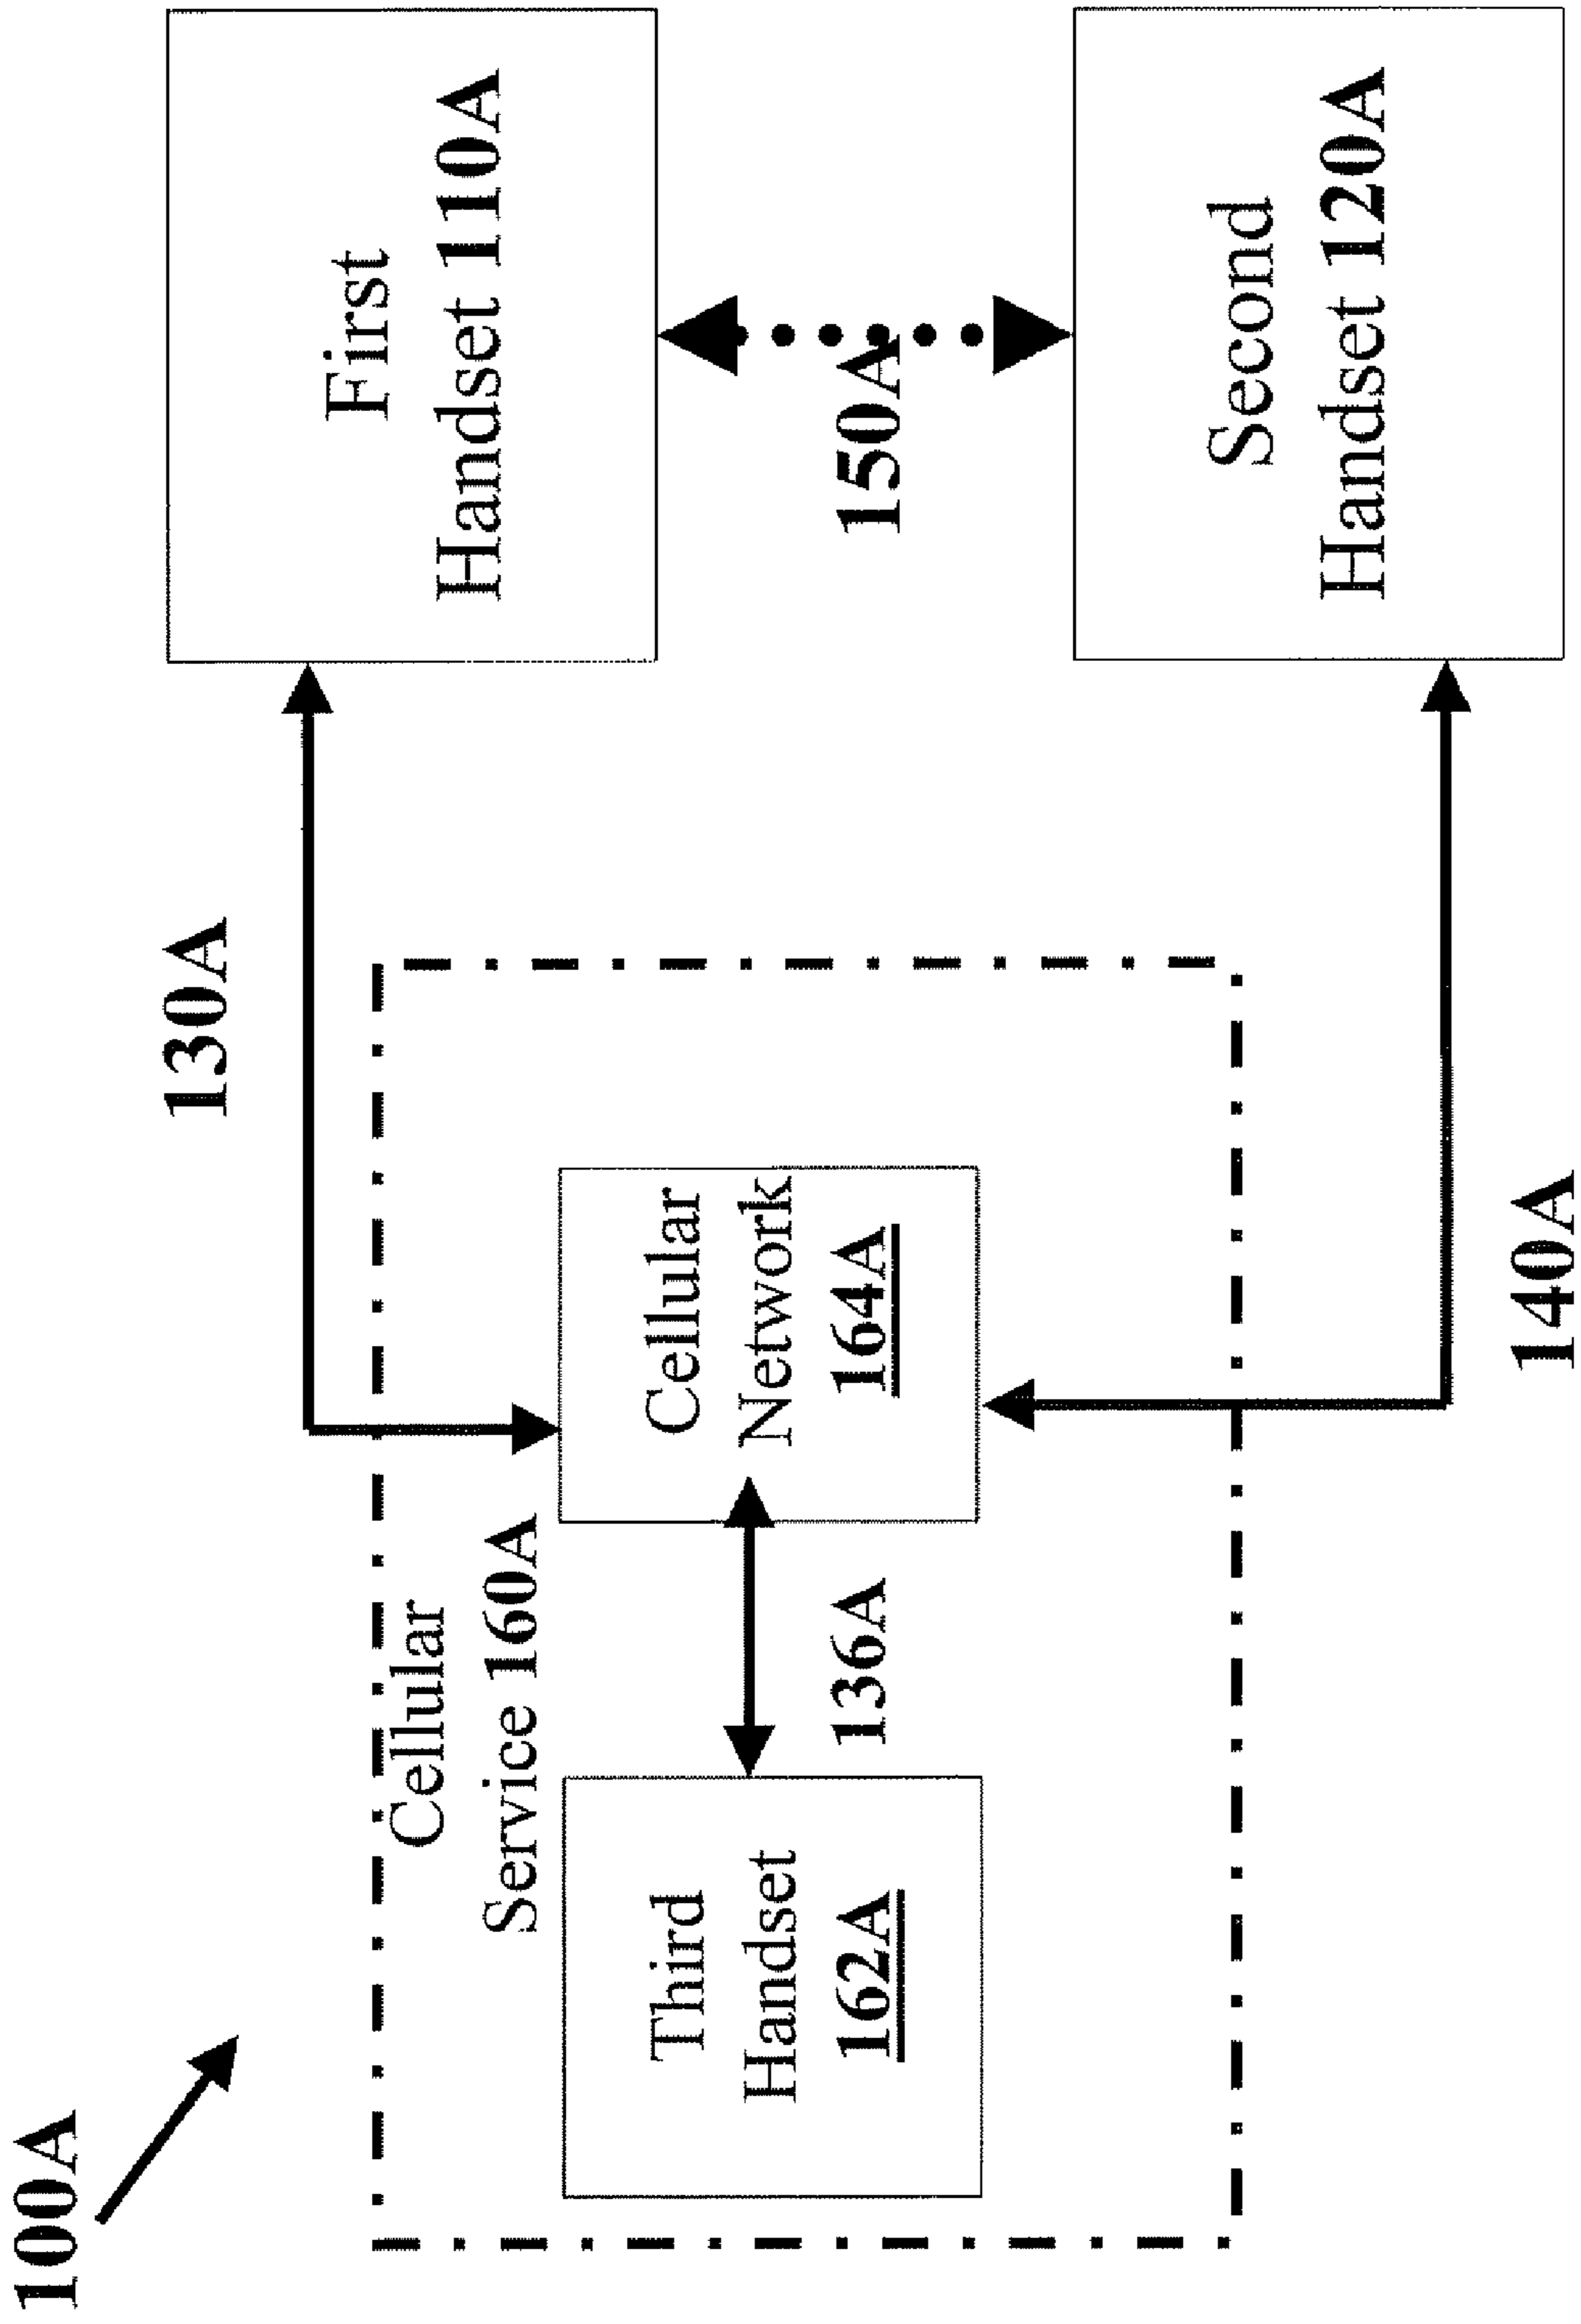 100A
130A
First
Handset 110A
Cellular
Service 160A
Third
Handset
162A
136A
Cellular
Network
164A
150A
Second
Handset 120A
140A